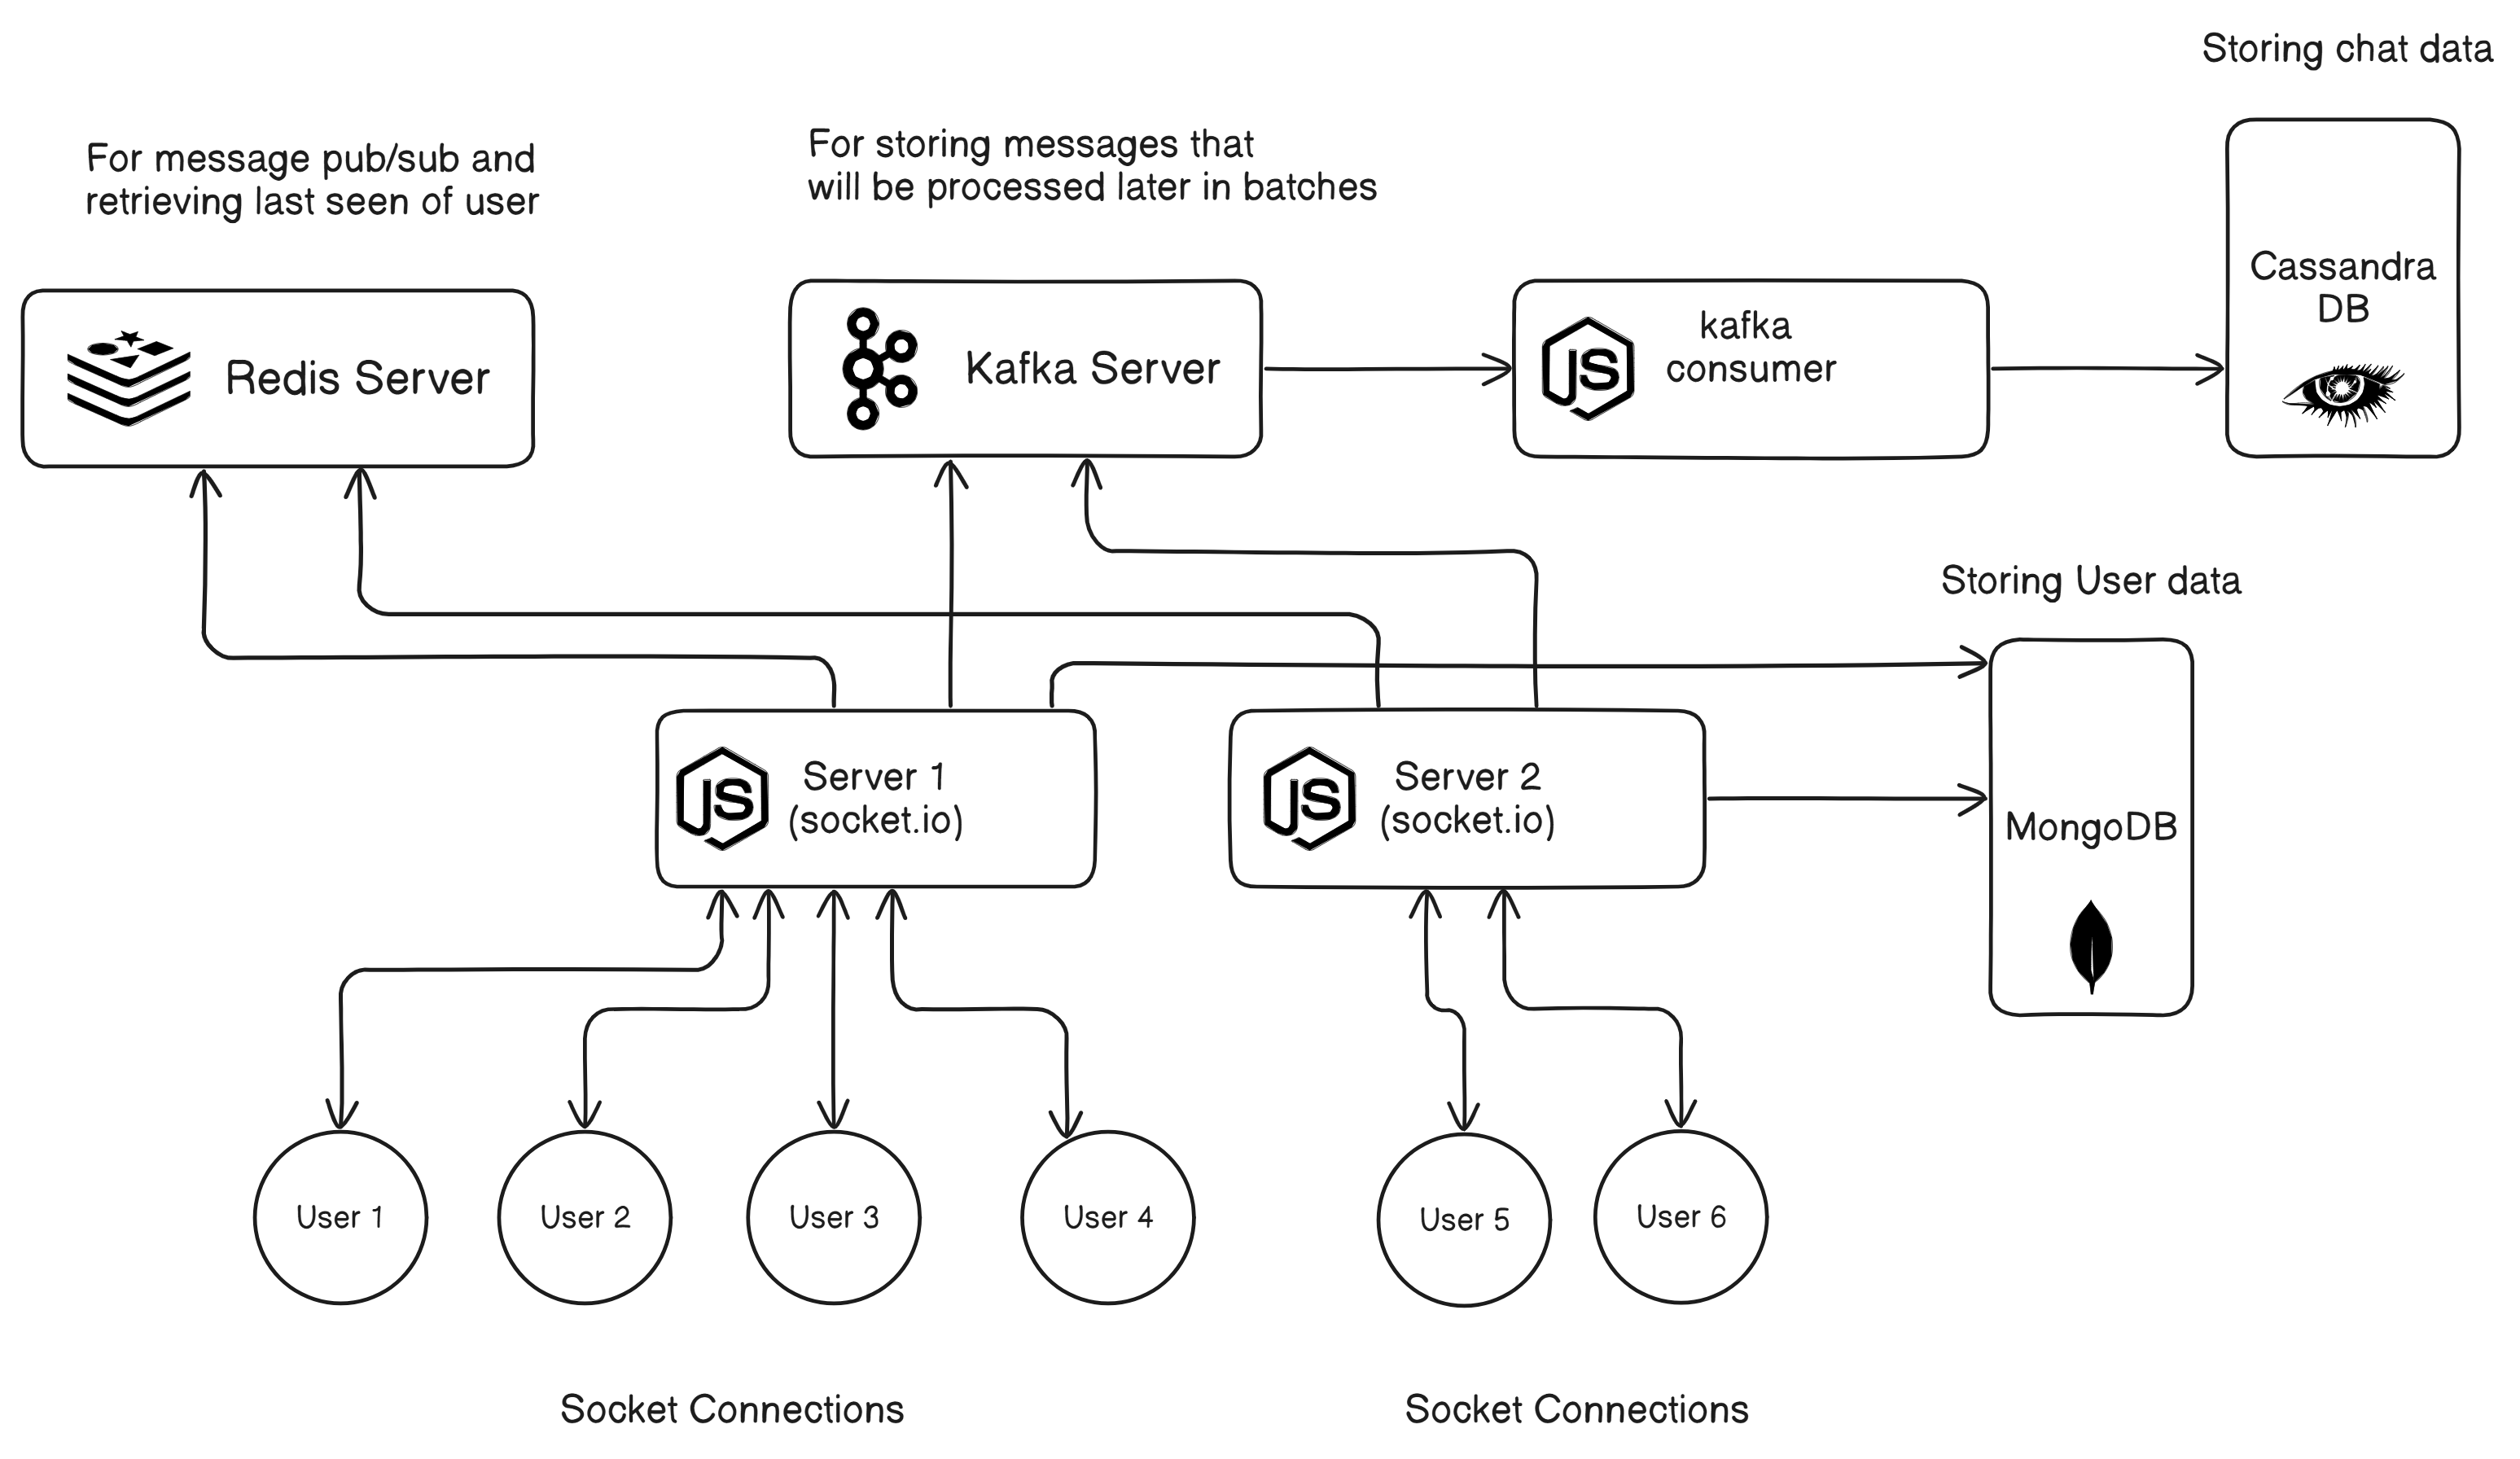 Storing chat data
For message pub/sub and
retrieving last seen of user
For storing messages that
will be processed later in batches
Redis Server
Kafka Server
JS
kafka
consumer
Cassandra
DB
Storing User data
JS
Server 1
(socket.io)
JS
Server 2
(socket.io)
MongoDB
User 1
User 2
User 3
User 4
User 5
User 6
Socket Connections
Socket Connections